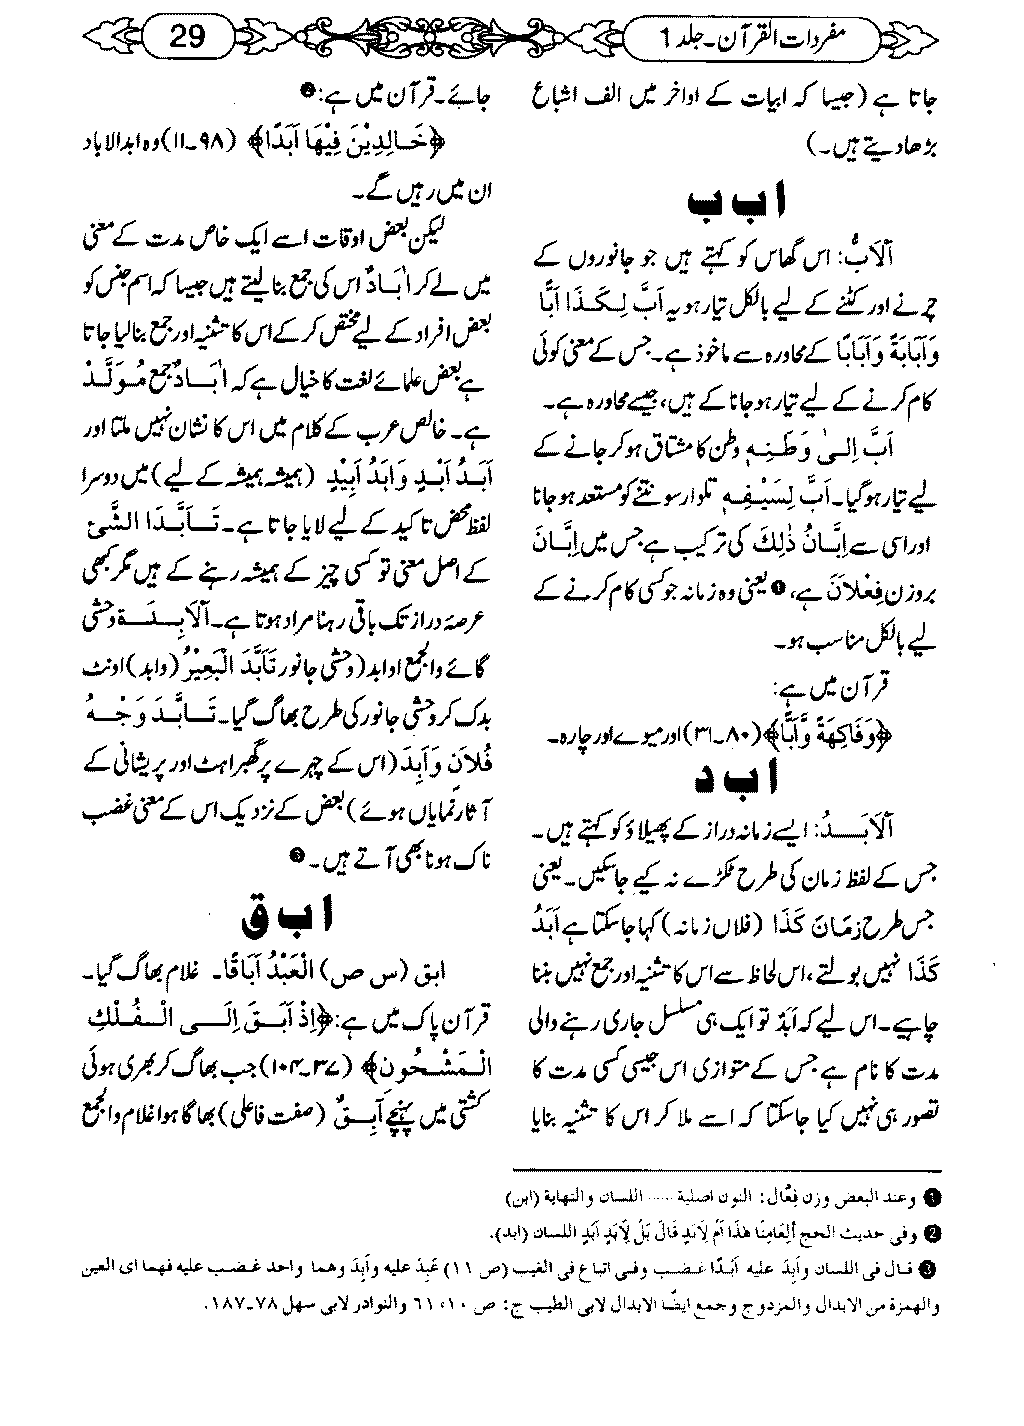 مفردات القرآن۔جلد 1
29
جاتا ہے (جیسا کہ ابیات کے اواخر میں الف اشباع
بڑھا دیتے ہیں۔)
اب ب
اَلْاَبُّ: اس گھاس کو کہتے ہیں جو جانوروں کے
چرنے اور کٹنے کے لیے بالکل تیار ہو یہ اَبَّ لِکَذَا اَبًّا
وَاَبَابَۃً وَاَبَابًا کے محاورہ سے ماخوذ ہے۔ جس کے معنی کوئی
کام کرنے کے لیے تیار ہو جانا کے ہیں، جیسے محاورہ ہے۔
اَبَّ اِلیٰ وَطَنِہٖ وطن کا مشتاق ہو کر جانے کے
لیے تیار ہو گیا۔ اَبَّ لِسَیْفِہٖ تلوار سونتنے کو مستعد ہو جانا
اور اسی سے اِبَّانُ ذٰلِکَ کی ترکیب ہے جس میں اِبَّانَ
بروزن فِعْلَانَ ہے، ❶ یعنی وہ زمانہ جو کسی کام کرنے کے
لیے بالکل مناسب ہو۔
قرآن میں ہے:
﴿وَفَاکِھَۃً وَّاَبًّا﴾ (۸۰۔۳۱) اور میوے اور چارہ۔
اب د
اَلْاَبَدُ: ایسے زمانہ دراز کے پھیلاؤ کو کہتے ہیں۔
جس کے لفظ زمان کی طرح ٹکڑے نہ کیے جا سکیں۔ یعنی
جس طرح زَمَانَ کَذَا (فلاں زمانہ) کہا جا سکتا ہے اَبَدُ
کَذَا نہیں بولتے، اس لحاظ سے اس کا تثنیہ اور جمع نہیں بننا
چاہیے۔ اس لیے کہ اَبَدٌ تو ایک ہی مسلسل جاری رہنے والی
مدت کا نام ہے جس کے متوازی اس جیسی کسی مدت کا
تصور ہی نہیں کیا جا سکتا کہ اسے ملا کر اس کا تثنیہ بنایا
جائے۔ قرآن میں ہے: ❷
﴿خَالِدِیْنَ فِیْھَا اَبَدًا﴾ (۹۸۔۱۱) وہ ابدالآباد
ان میں رہیں گے۔
لیکن بعض اوقات اسے ایک خاص مدت کے معنی
میں لے کر اٰبَادٌ اس کی جمع بنا لیتے ہیں جیسا کہ اسم جنس کو
بعض افراد کے لیے مختص کر کے اس کا تثنیہ اور جمع بنا لیا جاتا
ہے بعض علمائے لغت کا خیال ہے کہ اٰبَادٌ جمع مُوَلَّدْ
ہے۔ خالص عرب کے کلام میں اس کا نشان نہیں ملتا اور
اَبَدُ اَبَدٍ وَاَبَدُ اَبِیْدٍ (ہمیشہ ہمیشہ کے لیے) میں دوسرا
لفظ محض تاکید کے لیے لایا جاتا ہے۔ تَاَبَّدَا الشَّیُٔ
کے اصل معنی تو کسی چیز کے ہمیشہ رہنے کے ہیں مگر کبھی
عرصہ دراز تک باقی رہنا مراد ہوتا ہے۔ اَلْاٰبِدَۃُ وحشی
گائے والجمع اوابد (وحشی جانور تَاَبَّدَ الْبَعِیْرُ (وابد) اونٹ
بدک کر وحشی جانور کی طرح بھاگ گیا۔ تَاَبَّدَ وَجْہُ
فُلَانٍ وَاَبِدَ (اس کے چہرے پر گھبراہٹ اور پریشانی کے
آثار نمایاں ہوئے) بعض کے نزدیک اس کے معنی غضب
ناک ہونا بھی آتے ہیں۔ ❸
اب ق
ابق (س ص) الْعَبْدُ اَبَاقًا۔ غلام بھاگ گیا۔
قرآن پاک میں ہے: ﴿اِذْ اَبَقَ اِلَی الْفُلْكِ
الْمَشْحُوْنِ﴾ (۳۷۔۱۰۴) جب بھاگ کر بھری ہوئی
کشتی میں پہنچے آبِقٌ (صفت فاعلی) بھاگا ہوا غلام والجمع
❶ وعند البعض وزن فِعَّال: النون اصلیة ..... اللسان والنھایة (ابن)
❷ وفی حدیث الحج أَلِعَامِنَا ھٰذَا اَمْ لِاَبَدٍ قَالَ بَلْ لِاَبَدِ اَبَدٍ اللسان (ابد).
❸ قال فی اللسان وأَبِدَ علیه اَبَدًا غضب وفی اتباع فی الغیب (ص ۱۱) عَبِدَ علیه وأَبِدَ وھما واحد غضب علیه فھما ای العین
والھمزة من الابدال والمزدوج وجمع ایضًا الابدال لابی الطیب ج: ص ۱۰، ۶۱ والنوادر لابی سھل ۷۸۔۱۸۷.